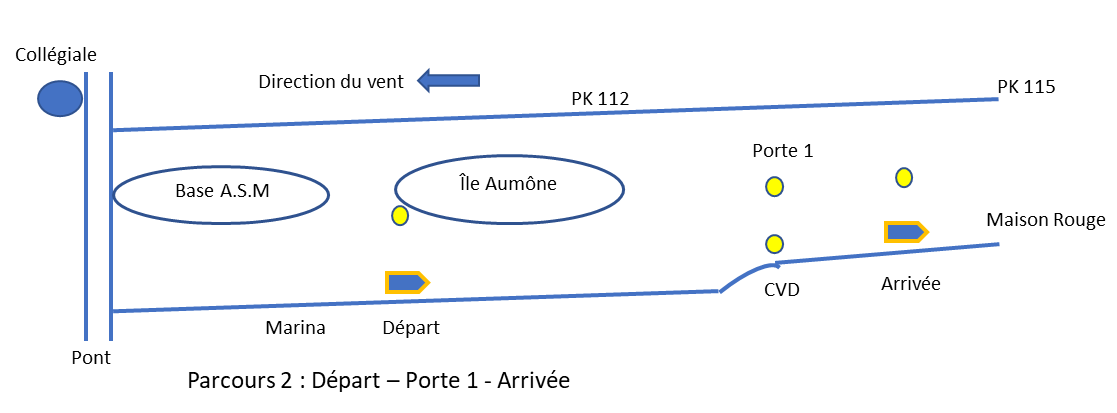 Collégiale
Direction du vent
PK 112
PK 115
Porte 1
Base A.S.M
Île Aumône
Maison Rouge
CVD
Arrivée
Marina
Départ
Pont
Parcours 2 : Départ – Porte 1 - Arrivée